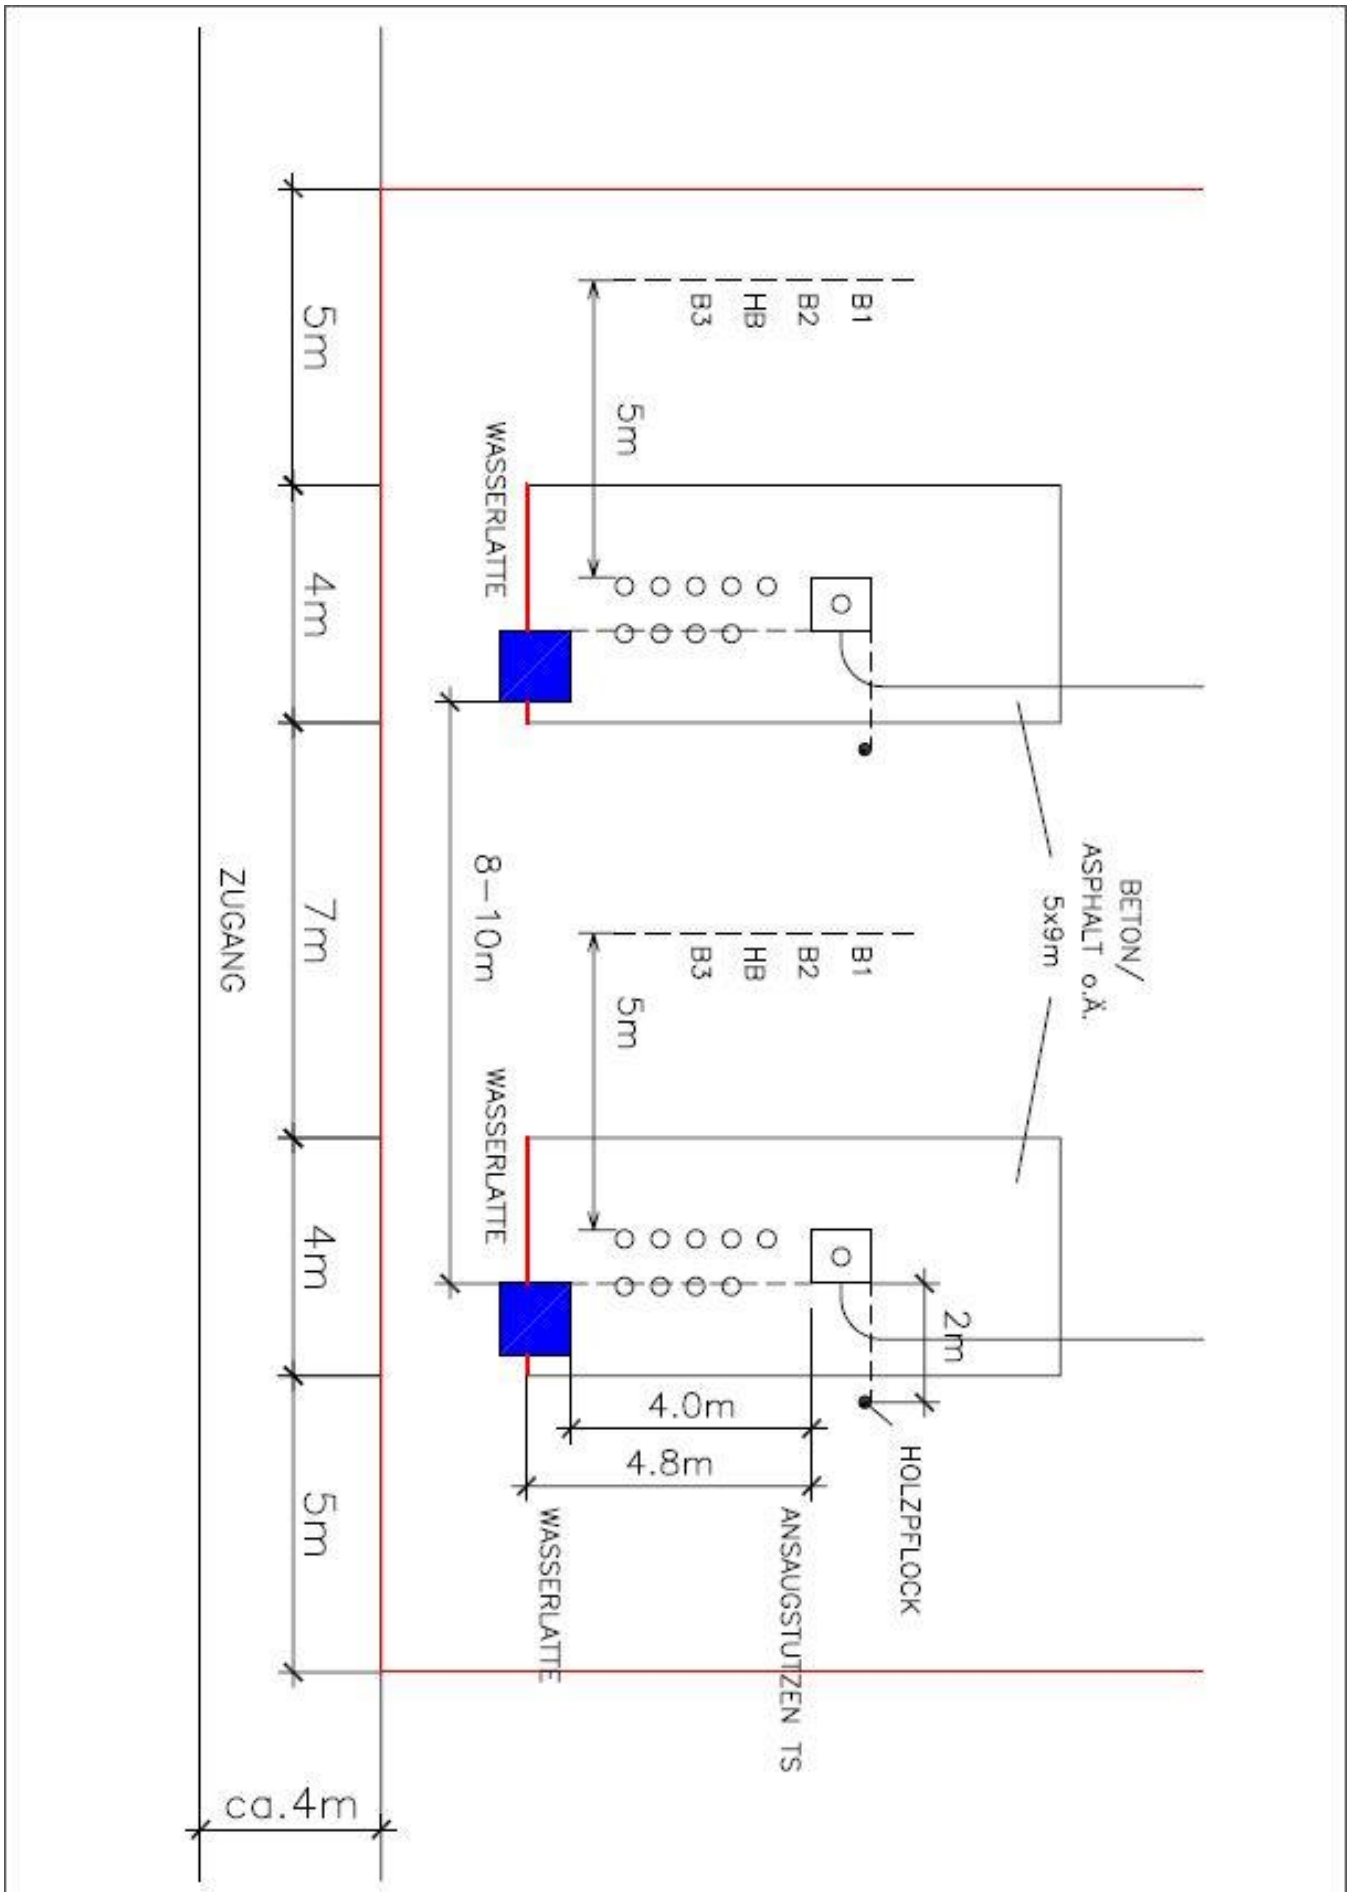 BETON/
ASPHALT o.Ä.
5x9m
B1
B2
HB
B3
5m
B1
B2
HB
B3
5m
2m
HOLZPFLOCK
4.0m
4.8m
ANSAUGSTUTZEN TS
WASSERLATTE
WASSERLATTE
WASSERLATTE
8–10m
5m
4m
7m
4m
5m
ZUGANG
ca.4m